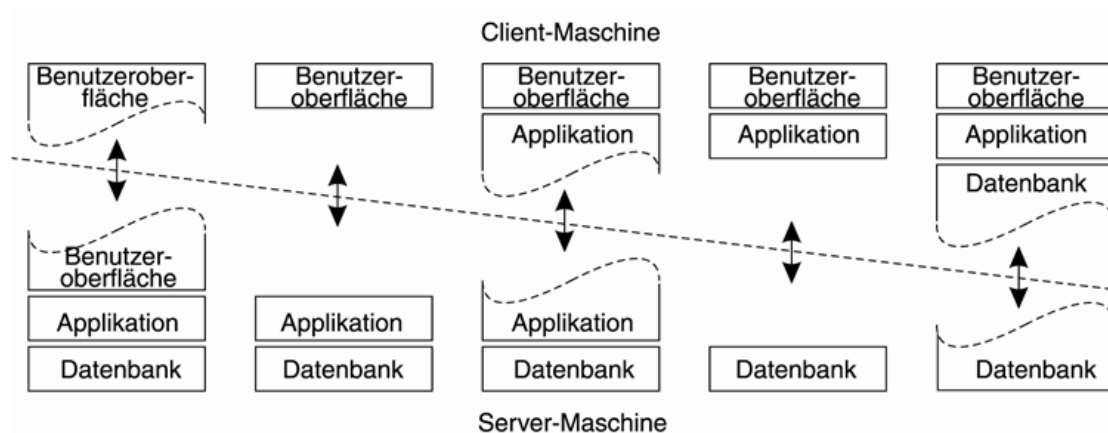 Client-Maschine
Benutzerober-
fläche
Benutzer-
oberfläche
Benutzer-
oberfläche
Benutzer-
oberfläche
Benutzer-
oberfläche
Applikation
Applikation
Applikation
Datenbank
Benutzer-
oberfläche
Applikation
Applikation
Applikation
Datenbank
Datenbank
Datenbank
Datenbank
Datenbank
Server-Maschine